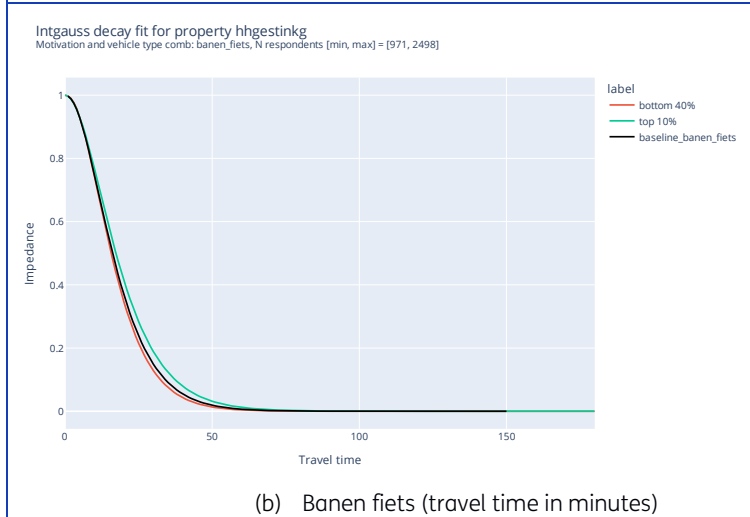 Intgauss decay fit for property hhgestinkg
Motivation and vehicle type comb: banen_fiets, N respondents [min, max] = [971, 2498]
label
bottom 40%
top 10%
baseline_banen_fiets
Impedance
1
0.8
0.6
0.4
0.2
0
0 50 100 150
Travel time
(b) Banen fiets (travel time in minutes)